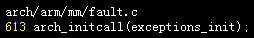 arch/arm/mm/fault.c
613 arch_initcall(exceptions_init);